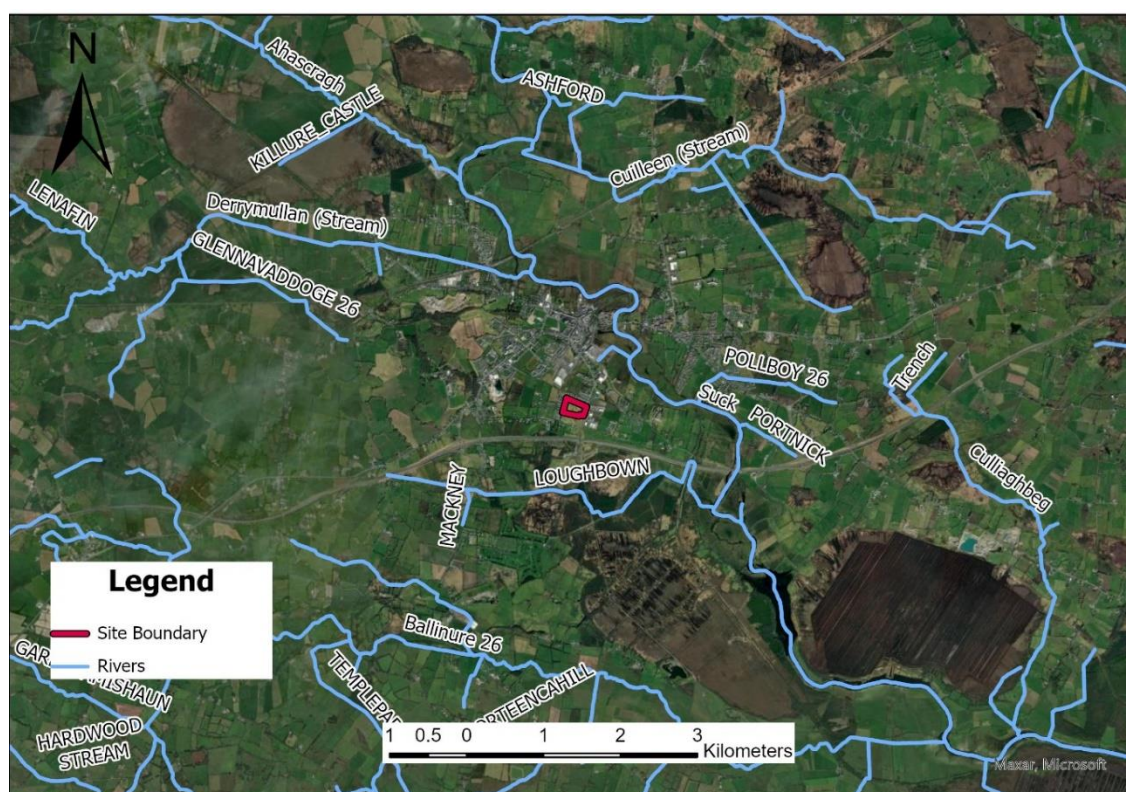 N
Ahascragh
ASHFORD
KILLURE_CASTLE
Cuilleen (Stream)
LENAFIN
Derrymullan (Stream)
GLENNAVADDOGE 26
POLLBOY 26
Trench
Suck
PORTNICK
LOUGHBOWN
MACKNEY
Culliaghbeg
Legend
Site Boundary
Rivers
Ballinure 26
HARDWOOD
STREAM
1 0.5 0 1 2 3
Kilometers
Maxar, Microsoft